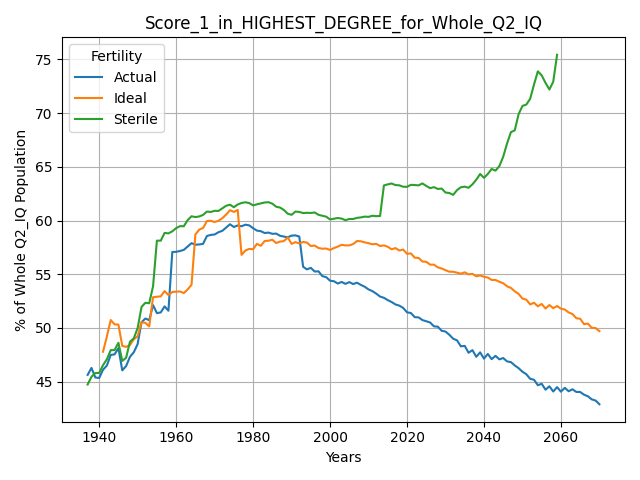 Score_1_in_HIGHEST_DEGREE_for_Whole_Q2_IQ
Fertility
Actual
Ideal
Sterile
% of Whole Q2_IQ Population
75
70
65
60
55
50
45
1940
1960
1980
2000
2020
2040
2060
Years